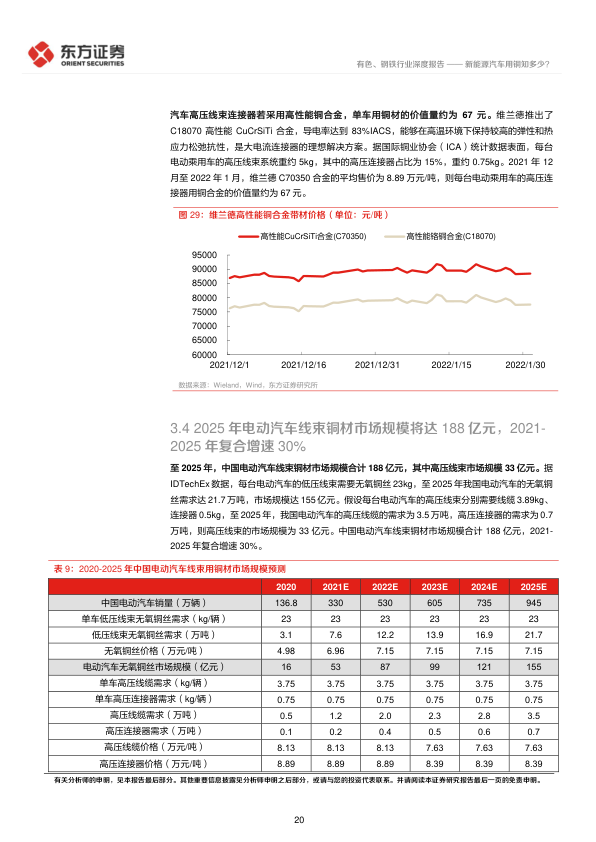 东方证券
ORIENT SECURITIES
有色、钢铁行业深度报告 —— 新能源汽车用铜知多少?
汽车高压线束连接器若采用高性能铜合金，单车用铜材的价值量约为 67 元。维兰德推出了
C18070 高性能 CuCrSiTi 合金，导电率达到 83%IACS，能够在高温环境下保持较高的弹性和热
应力松弛抗性，是大电流连接器的理想解决方案。据国际铜业协会（ICA）统计数据表面，每台
电动乘用车的高压线束系统重约 5kg，其中的高压连接器占比为 15%，重约 0.75kg。2021 年 12
月至 2022 年 1 月，维兰德 C70350 合金的平均售价为 8.89 万元/吨，则每台电动乘用车的高压连
接器用铜合金的价值量约为 67 元。
图 29：维兰德高性能铜合金带材价格（单位：元/吨）
高性能CuCrSiTi合金(C70350) 高性能铬铜合金(C18070)
95000
90000
85000
80000
75000
70000
65000
60000
2021/12/1 2021/12/16 2021/12/31 2022/1/15 2022/1/30
数据来源：Wieland，Wind，东方证券研究所
3.4 2025 年电动汽车线束铜材市场规模将达 188 亿元，2021-
2025 年复合增速 30%
至 2025 年，中国电动汽车线束铜材市场规模合计 188 亿元，其中高压线束市场规模 33 亿元。据
IDTechEx 数据，每台电动汽车的低压线束需要无氧铜丝 23kg，至 2025 年我国电动汽车的无氧铜
丝需求达 21.7 万吨，市场规模达 155 亿元。假设每台电动汽车的高压线束分别需要线缆 3.89kg、
连接器 0.5kg，至 2025 年，我国电动汽车的高压线缆的需求为 3.5 万吨，高压连接器的需求为 0.7
万吨，则高压线束的市场规模为 33 亿元。中国电动汽车线束铜材市场规模合计 188 亿元，2021-
2025 年复合增速 30%。
表 9：2020-2025 年中国电动汽车线束用铜材市场规模预测
2020 2021E 2022E 2023E 2024E 2025E
中国电动汽车销量（万辆） 136.8 330 530 605 735 945
单车低压线束无氧铜丝需求（kg/辆） 23 23 23 23 23 23
低压线束无氧铜丝需求（万吨） 3.1 7.6 12.2 13.9 16.9 21.7
无氧铜丝价格（万元/吨） 4.98 6.96 7.15 7.15 7.15 7.15
电动汽车无氧铜丝市场规模（亿元） 16 53 87 99 121 155
单车高压线缆需求（kg/辆） 3.75 3.75 3.75 3.75 3.75 3.75
单车高压连接器需求（kg/辆） 0.75 0.75 0.75 0.75 0.75 0.75
高压线缆需求（万吨） 0.5 1.2 2.0 2.3 2.8 3.5
高压连接器需求（万吨） 0.1 0.2 0.4 0.5 0.6 0.7
高压线缆价格（万元/吨） 8.13 8.13 8.13 7.63 7.63 7.63
高压连接器价格（万元/吨） 8.89 8.89 8.89 8.39 8.39 8.39
有关分析师的申明，见本报告最后部分。其他重要信息披露见分析师申明之后部分，或请与您的投资代表联系。并请阅读本证券研究报告最后一页的免责申明。
20